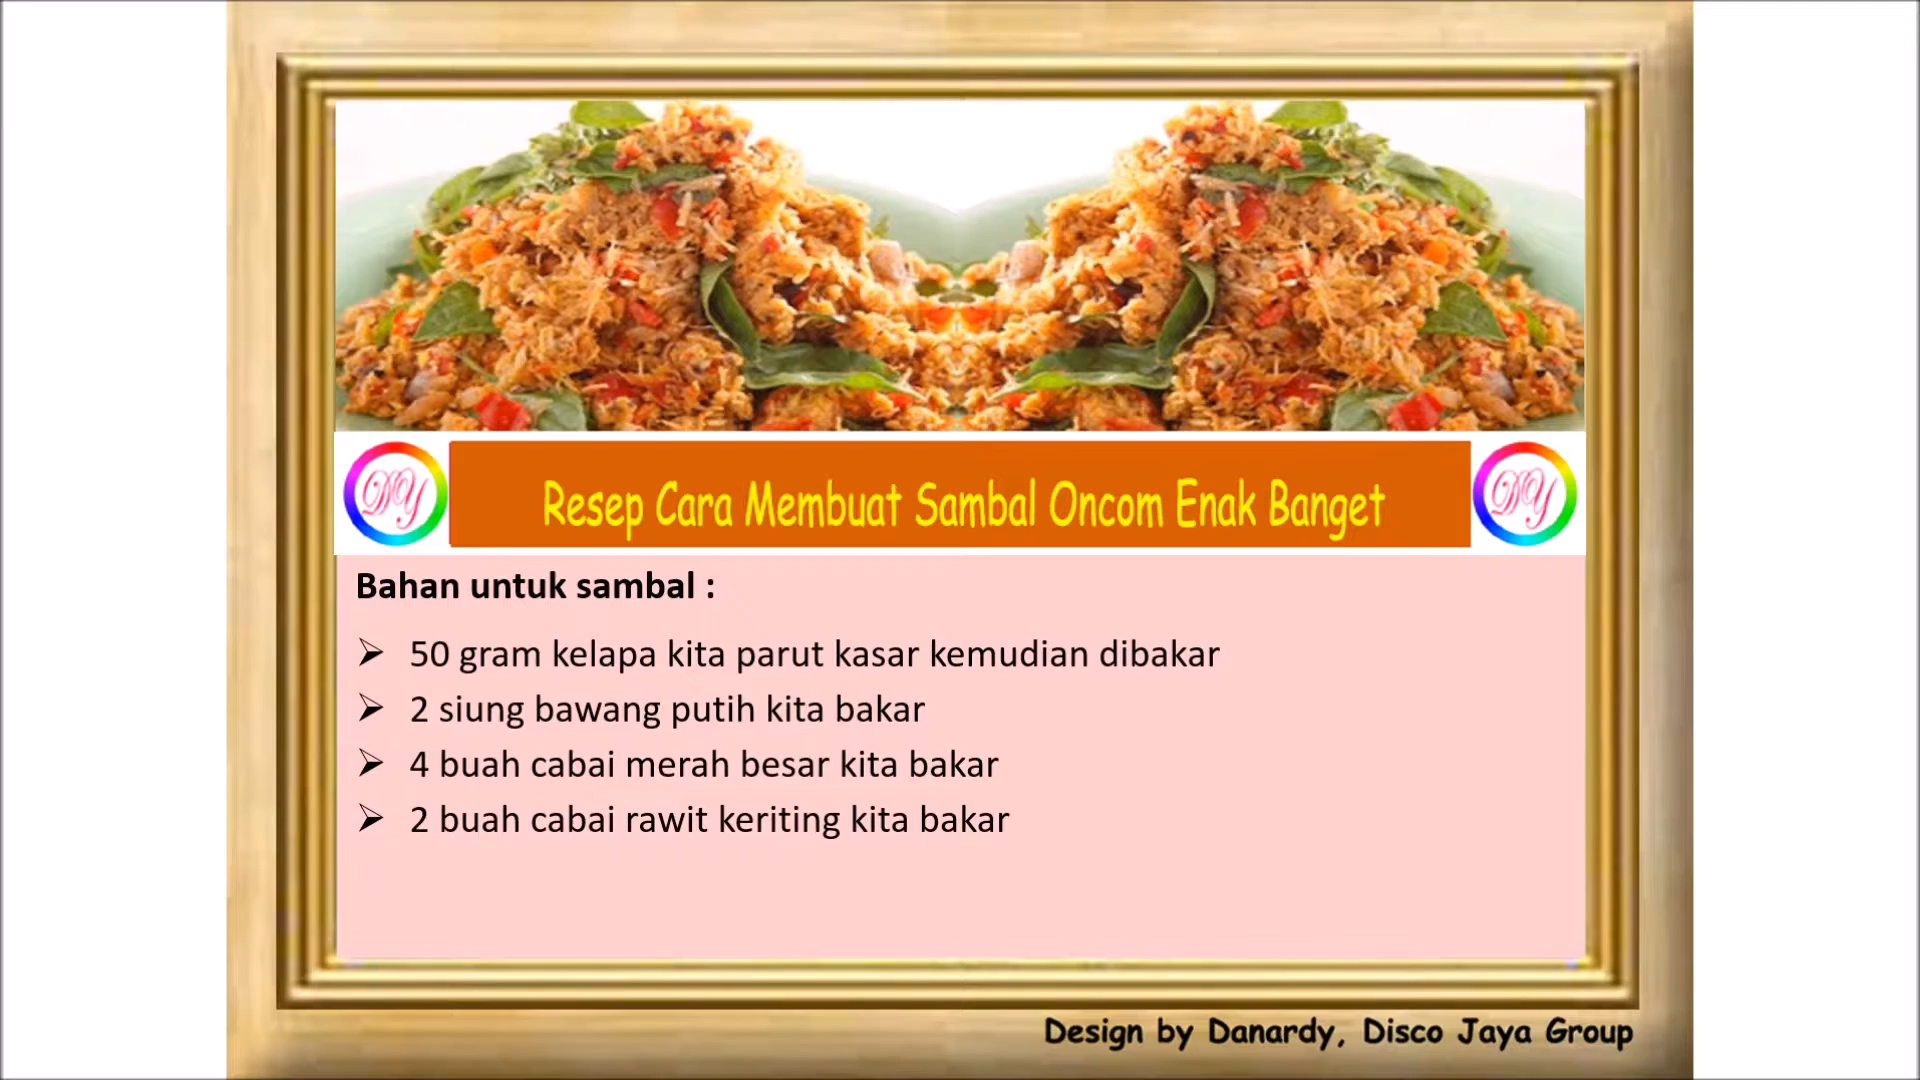 DY
Resep Cara Membuat Sambal Oncom Enak Banget
DY
Bahan untuk sambal :
50 gram kelapa kita parut kasar kemudian dibakar
2 siung bawang putih kita bakar
4 buah cabai merah besar kita bakar
2 buah cabai rawit keriting kita bakar
Design by Danardy, Disco Jaya Group